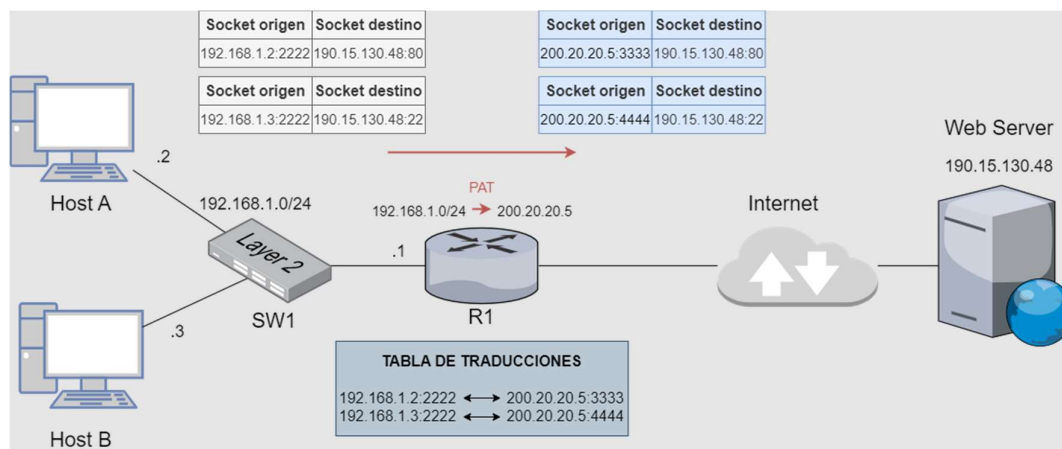 Socket origen Socket destino
192.168.1.2:2222 190.15.130.48:80
Socket origen Socket destino
192.168.1.3:2222 190.15.130.48:22
Socket origen Socket destino
200.20.20.5:3333 190.15.130.48:80
Socket origen Socket destino
200.20.20.5:4444 190.15.130.48:22
Web Server
190.15.130.48
.2
Host A
192.168.1.0/24
PAT
192.168.1.0/24 200.20.20.5
Internet
Layer 2
.1
SW1
R1
.3
Host B
TABLA DE TRADUCCIONES
192.168.1.2:2222 200.20.20.5:3333
192.168.1.3:2222 200.20.20.5:4444